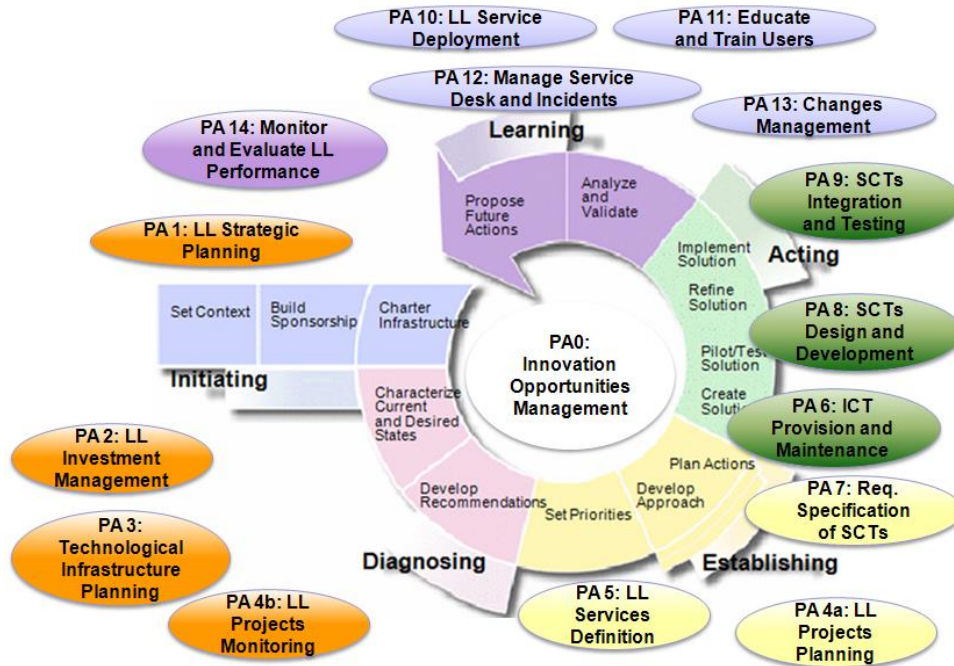 PA 10: LL Service
Deployment
PA 11: Educate
and Train Users
PA 12: Manage Service
Desk and Incidents
PA 13: Changes
Management
Learning
PA 14: Monitor
and Evaluate LL
Performance
Propose
Future
Actions
Analyze
and
Validate
PA 9: SCTs
Integration
and Testing
PA 1: LL Strategic
Planning
Implement
Solution
Acting
Refine
Solution
Set Context
Build
Sponsorship
Charter
Infrastructure
PA0:
Innovation
Opportunities
Management
PA 8: SCTs
Design and
Development
Pilot/Test
Solution
Initiating
Characterize
Current
and Desired
States
Create
Solution
PA 6: ICT
Provision and
Maintenance
PA 2: LL
Investment
Management
Plan Actions
Develop
Recommendations
Develop
Approach
PA 7: Req.
Specification
of SCTs
Set Priorities
PA 3:
Technological
Infrastructure
Planning
Diagnosing
Establishing
PA 5: LL
Services
Definition
PA 4b: LL
Projects
Monitoring
PA 4a: LL
Projects
Planning